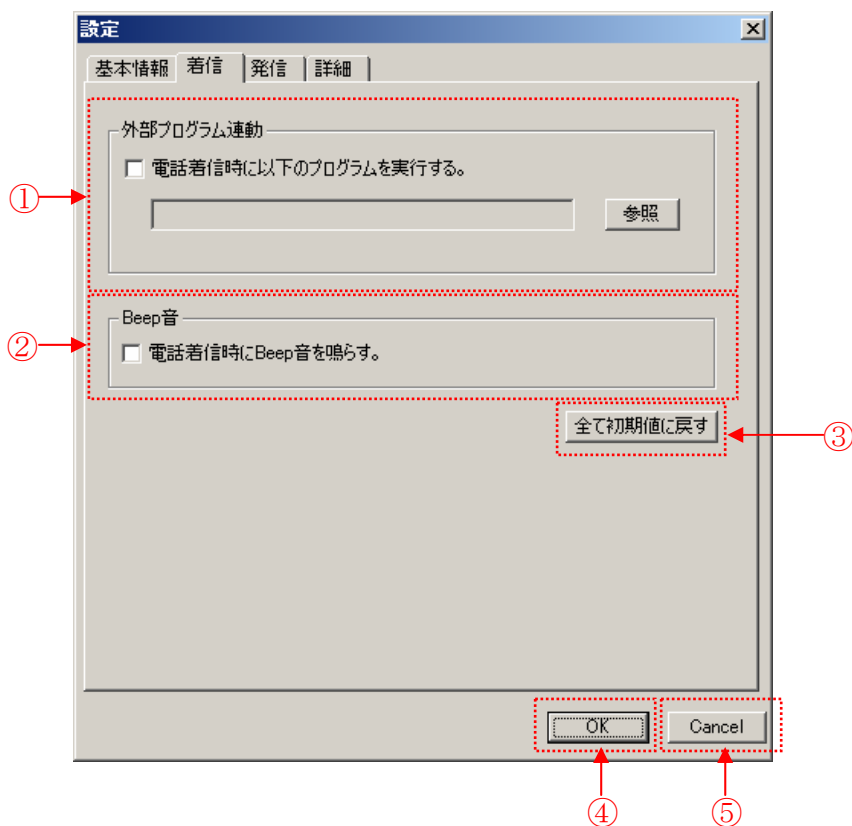 設定
基本情報 着信 発信 詳細
外部プログラム連動
電話着信時に以下のプログラムを実行する。
①
参照
Beep音
②
電話着信時にBeep音を鳴らす。
全て初期値に戻す
③
OK Cancel
④ ⑤